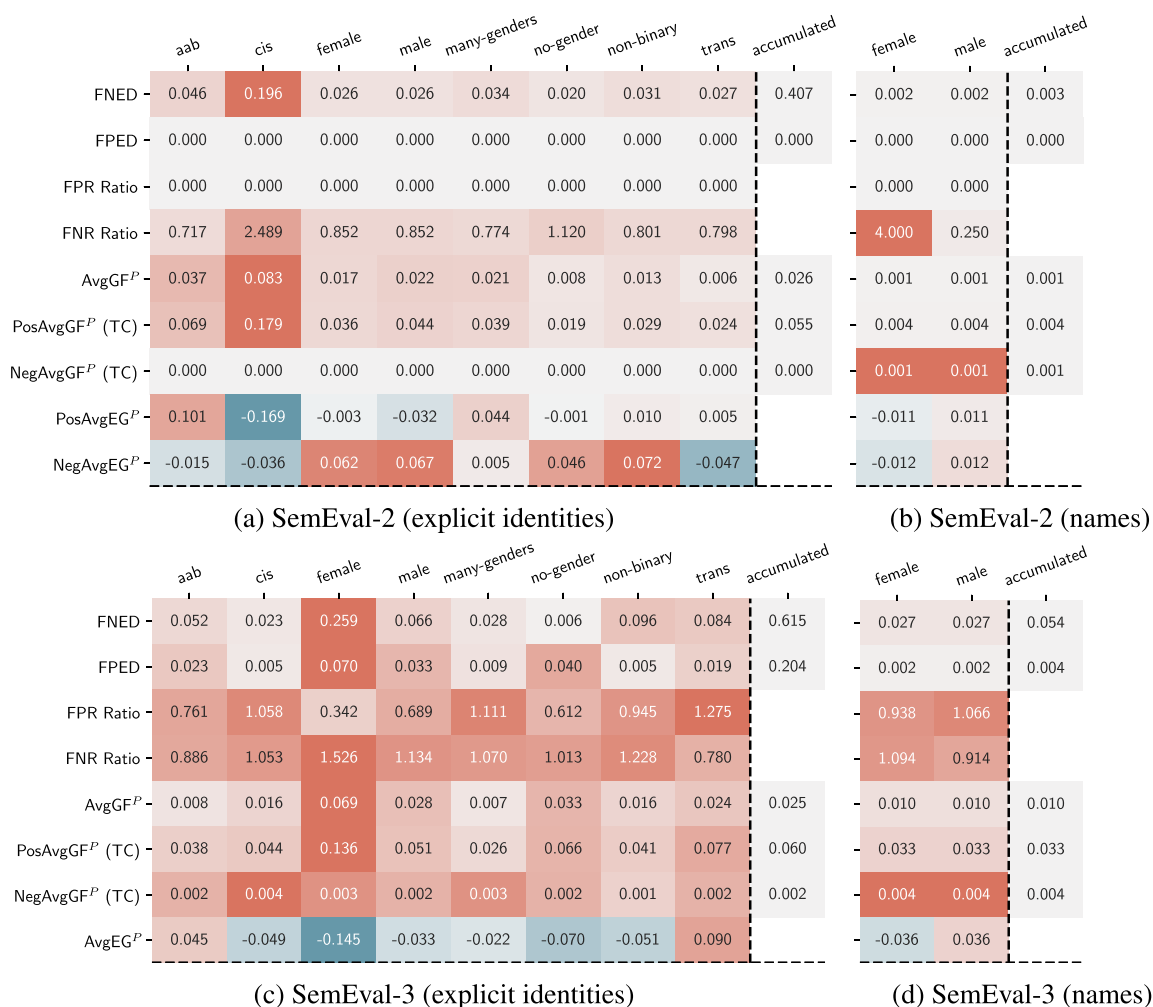 aab cis female male many-genders no-gender non-binary trans accumulated female male accumulated
FNED 0.046 0.196 0.026 0.026 0.034 0.020 0.031 0.027 0.407 0.002 0.002 0.003
FPED 0.000 0.000 0.000 0.000 0.000 0.000 0.000 0.000 0.000 0.000 0.000 0.000
FPR Ratio 0.000 0.000 0.000 0.000 0.000 0.000 0.000 0.000 0.000 0.000
FNR Ratio 0.717 2.489 0.852 0.852 0.774 1.120 0.801 0.798 4.000 0.250
AvgGF^P 0.037 0.083 0.017 0.022 0.021 0.008 0.013 0.006 0.026 0.001 0.001 0.001
PosAvgGF^P (TC) 0.069 0.179 0.036 0.044 0.039 0.019 0.029 0.024 0.055 0.004 0.004 0.004
NegAvgGF^P (TC) 0.000 0.000 0.000 0.000 0.000 0.000 0.000 0.000 0.000 0.001 0.001 0.001
PosAvgEG^P 0.101 -0.169 -0.003 -0.032 0.044 -0.001 0.010 0.005 -0.011 0.011
NegAvgEG^P -0.015 -0.036 0.062 0.067 0.005 0.046 0.072 -0.047 -0.012 0.012
(a) SemEval-2 (explicit identities) (b) SemEval-2 (names)
aab cis female male many-genders no-gender non-binary trans accumulated female male accumulated
FNED 0.052 0.023 0.259 0.066 0.028 0.006 0.096 0.084 0.615 0.027 0.027 0.054
FPED 0.023 0.005 0.070 0.033 0.009 0.040 0.005 0.019 0.204 0.002 0.002 0.004
FPR Ratio 0.761 1.058 0.342 0.689 1.111 0.612 0.945 1.275 0.938 1.066
FNR Ratio 0.886 1.053 1.526 1.134 1.070 1.013 1.228 0.780 1.094 0.914
AvgGF^P 0.008 0.016 0.069 0.028 0.007 0.033 0.016 0.024 0.025 0.010 0.010 0.010
PosAvgGF^P (TC) 0.038 0.044 0.136 0.051 0.026 0.066 0.041 0.077 0.060 0.033 0.033 0.033
NegAvgGF^P (TC) 0.002 0.004 0.003 0.002 0.003 0.002 0.001 0.002 0.002 0.004 0.004 0.004
AvgEG^P 0.045 -0.049 -0.145 -0.033 -0.022 -0.070 -0.051 0.090 -0.036 0.036
(c) SemEval-3 (explicit identities) (d) SemEval-3 (names)